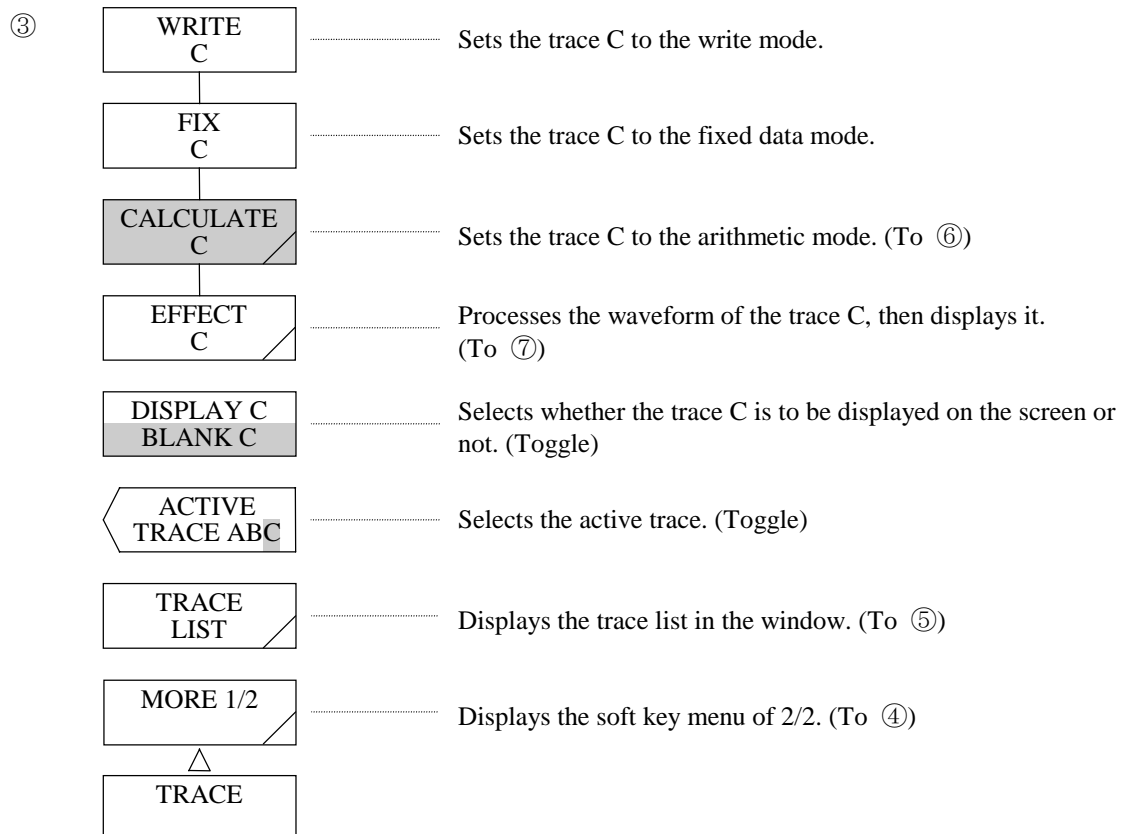 ③
WRITE
C
Sets the trace C to the write mode.
FIX
C
Sets the trace C to the fixed data mode.
CALCULATE
C
Sets the trace C to the arithmetic mode. (To ⑥)
EFFECT
C
Processes the waveform of the trace C, then displays it.
(To ⑦)
DISPLAY C
BLANK C
Selects whether the trace C is to be displayed on the screen or
not. (Toggle)
ACTIVE
TRACE ABC
Selects the active trace. (Toggle)
TRACE
LIST
Displays the trace list in the window. (To ⑤)
MORE 1/2
Displays the soft key menu of 2/2. (To ④)
TRACE